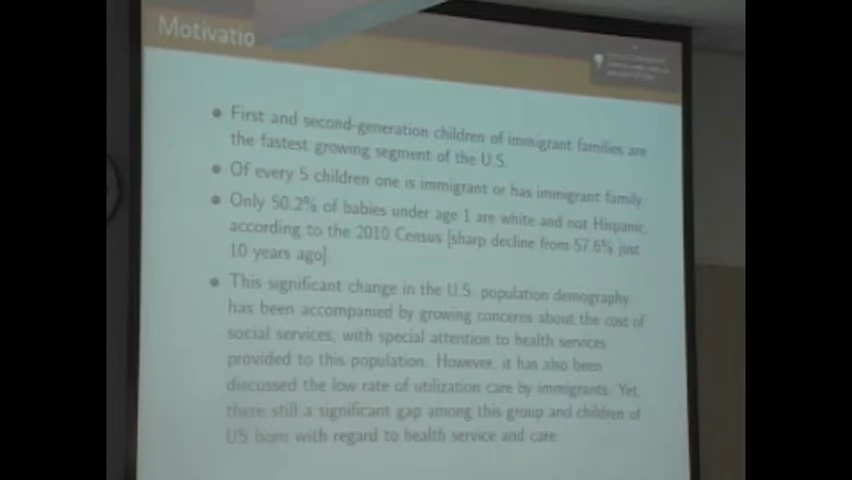 Motivatio
First and second-generation children of immigrant families are
the fastest growing segment of the U.S.
Of every 5 children one is immigrant or has immigrant family
Only 50.2% of babies under age 1 are white and not Hispanic,
according to the 2010 Census [sharp decline from 57.6% just
10 years ago].
This significant change in the U.S. population demography
has been accompanied by growing concerns about the cost of
social services, with special attention to health services
provided to this population. However, it has also been
discussed the low rate of utilization care by immigrants. Yet,
there still a significant gap among this group and children of
US born with regard to health service and care.